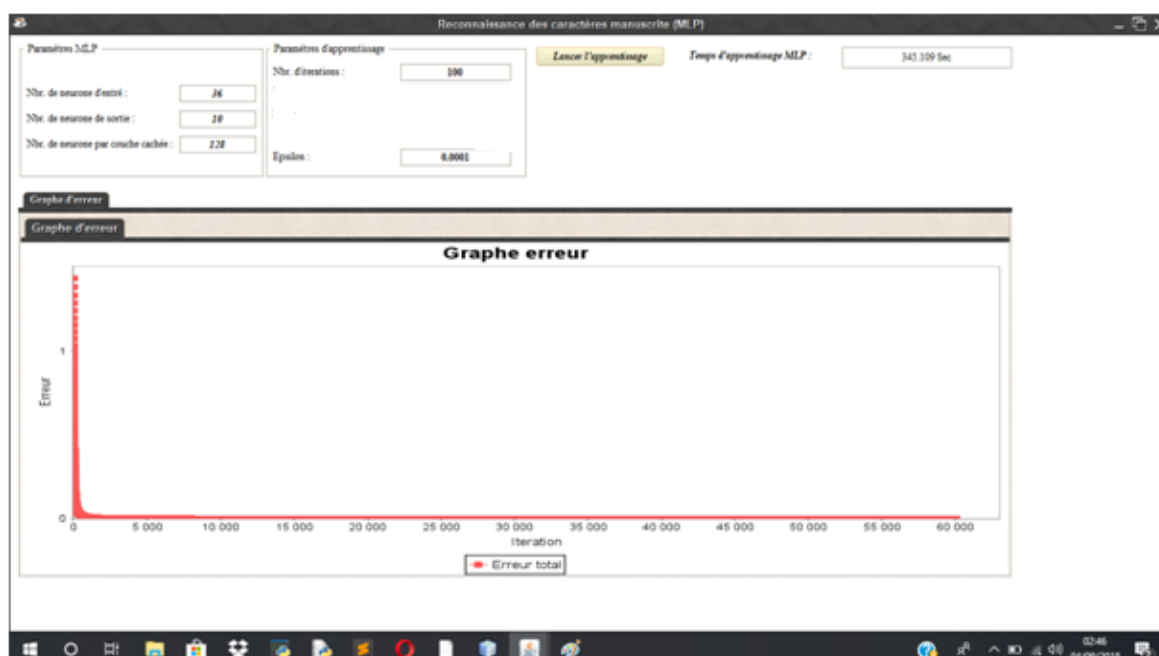 Reconnaissance des caractéres manuscrite (MLP)
Paramètres MLP
Nbr. de neurone d'entré : 36
Nbr. de neurone de sortie : 10
Nbr. de neurone par couche cachée : 128
Paramètres d'apprentissage
Nbr. d'iterations : 100
Epsilon : 0.0001
Lancer l'apprentissage
Temps d'apprentissage MLP : 345.109 Sec
Graphe d'erreur
Graphe d'erreur
Graphe erreur
Erreur
1
0
0 5 000 10 000 15 000 20 000 25 000 30 000 35 000 40 000 45 000 50 000 55 000 60 000
Iteration
Erreur total
02:46